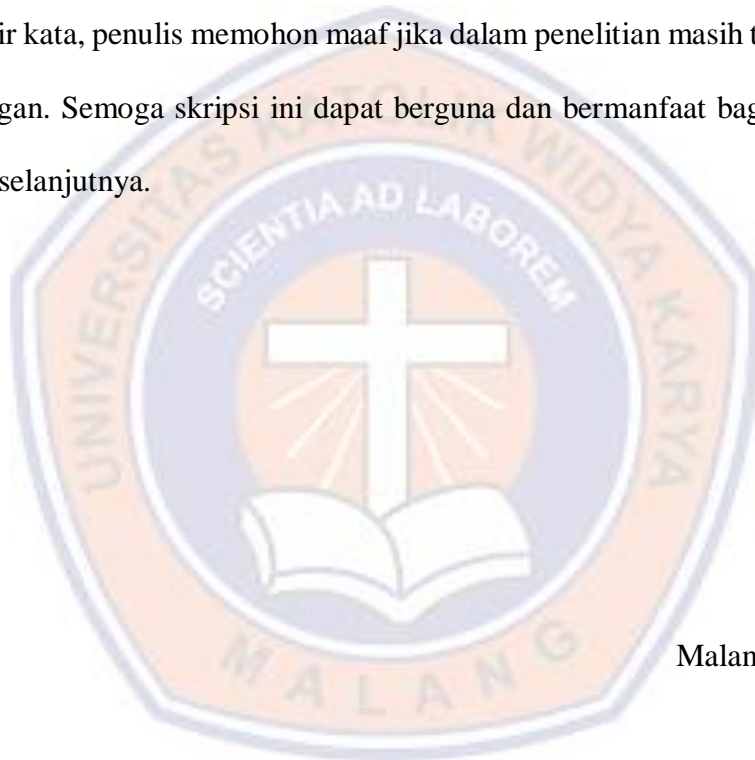 ir kata, penulis memohon maaf jika dalam penelitian masih t
gan. Semoga skripsi ini dapat berguna dan bermanfaat bag
selanjutnya.
UNIVERSITAS KATOLIK WIDYA KARYA
SCIENTIA AD LABOREM
MALANG
Malan